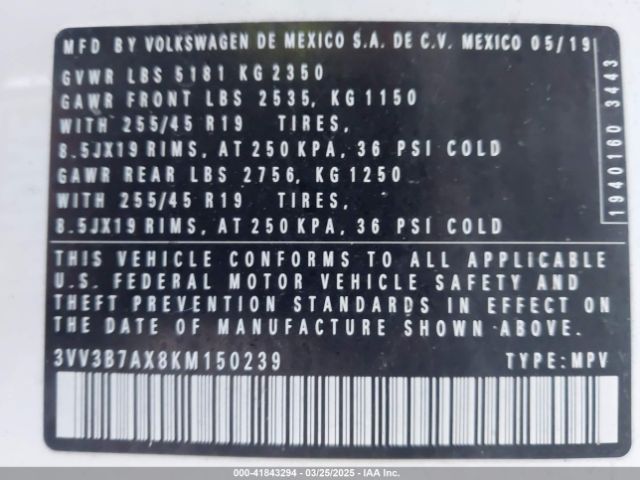 MFD BY VOLKSWAGEN DE MEXICO S.A. DE C.V. MEXICO 05/19
GVWR LBS 5181 KG 2350
GAWR FRONT LBS 2535, KG 1150
WITH 255/45 R19 TIRES,
8.5JX19 RIMS, AT 250 KPA, 36 PSI COLD
GAWR REAR LBS 2756, KG 1250
WITH 255/45 R19 TIRES,
8.5JX19 RIMS, AT 250 KPA, 36 PSI COLD
1940160 3443
THIS VEHICLE CONFORMS TO ALL APPLICABLE
U.S. FEDERAL MOTOR VEHICLE SAFETY AND
THEFT PREVENTION STANDARDS IN EFFECT ON
THE DATE OF MANUFACTURE SHOWN ABOVE.
3VV3B7AX8KM150239 TYPE: MPV
000-41843294 - 03/25/2025 - IAA Inc.